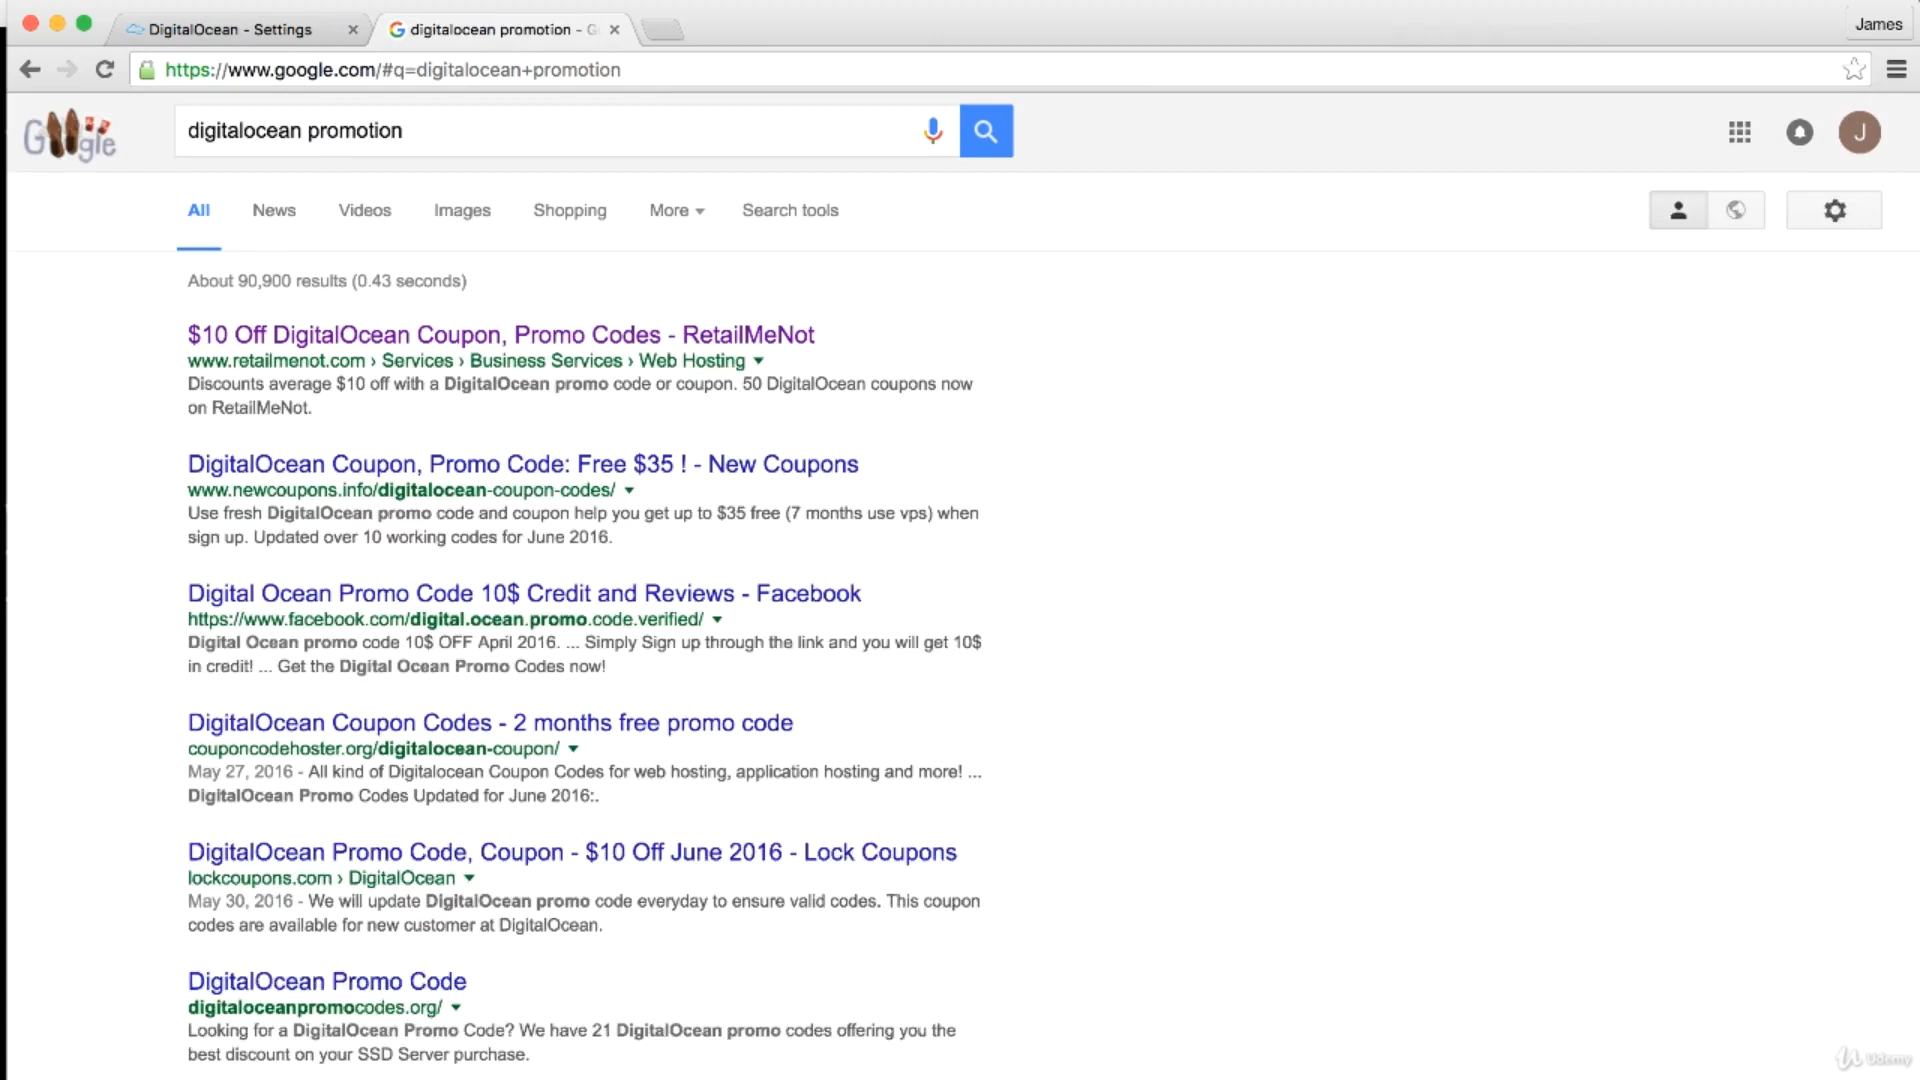 DigitalOcean - Settings
digitalocean promotion - G
James
https://www.google.com/#q=digitalocean+promotion
Google
digitalocean promotion
J
All News Videos Images Shopping More Search tools
About 90,900 results (0.43 seconds)
$10 Off DigitalOcean Coupon, Promo Codes - RetailMeNot
www.retailmenot.com › Services › Business Services › Web Hosting
Discounts average $10 off with a DigitalOcean promo code or coupon. 50 DigitalOcean coupons now
on RetailMeNot.
DigitalOcean Coupon, Promo Code: Free $35 ! - New Coupons
www.newcoupons.info/digitalocean-coupon-codes/
Use fresh DigitalOcean promo code and coupon help you get up to $35 free (7 months use vps) when
sign up. Updated over 10 working codes for June 2016.
Digital Ocean Promo Code 10$ Credit and Reviews - Facebook
https://www.facebook.com/digital.ocean.promo.code.verified/
Digital Ocean promo code 10$ OFF April 2016. ... Simply Sign up through the link and you will get 10$
in credit! ... Get the Digital Ocean Promo Codes now!
DigitalOcean Coupon Codes - 2 months free promo code
couponcodehoster.org/digitalocean-coupon/
May 27, 2016 - All kind of Digitalocean Coupon Codes for web hosting, application hosting and more! ...
DigitalOcean Promo Codes Updated for June 2016:.
DigitalOcean Promo Code, Coupon - $10 Off June 2016 - Lock Coupons
lockcoupons.com › DigitalOcean
May 30, 2016 - We will update DigitalOcean promo code everyday to ensure valid codes. This coupon
codes are available for new customer at DigitalOcean.
DigitalOcean Promo Code
digitaloceanpromocodes.org/
Looking for a DigitalOcean Promo Code? We have 21 DigitalOcean promo codes offering you the
best discount on your SSD Server purchase.
Udemy